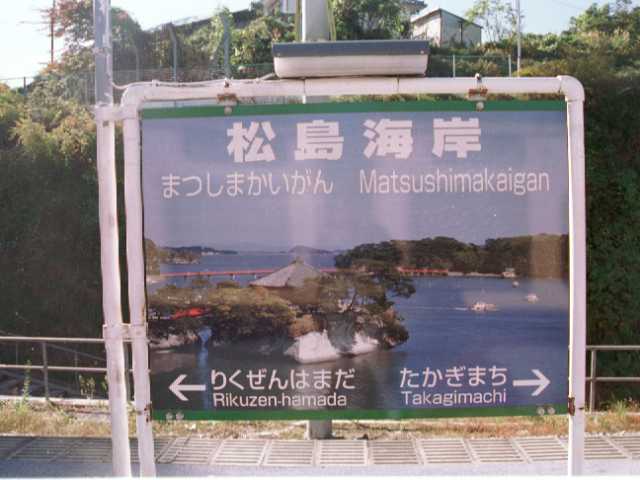 松島海岸
まつしまかいがん Matsushimakaigan
りくぜんはまだ たかぎまち
Rikuzen-hamada Takagimachi